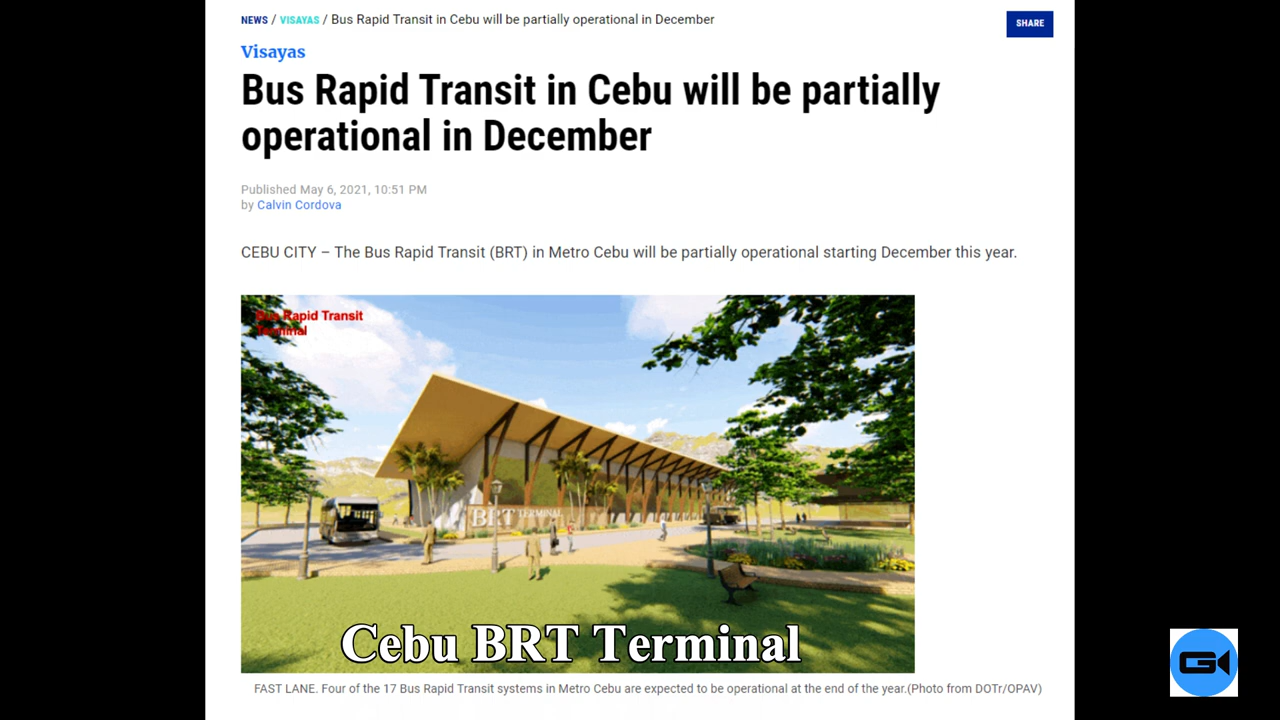 NEWS / VISAYAS / Bus Rapid Transit in Cebu will be partially operational in December
SHARE
Visayas
Bus Rapid Transit in Cebu will be partially
operational in December
Published May 6, 2021, 10:51 PM
by Calvin Cordova
CEBU CITY – The Bus Rapid Transit (BRT) in Metro Cebu will be partially operational starting December this year.
Bus Rapid Transit
Terminal
BRT TERMINAL
Cebu BRT Terminal
FAST LANE. Four of the 17 Bus Rapid Transit systems in Metro Cebu are expected to be operational at the end of the year.(Photo from DOTr/OPAV)
G